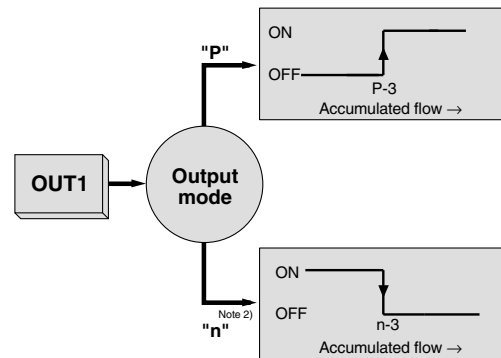 "P"
ON
OFF
P-3
Accumulated flow →
OUT1
Output
mode
Note 2)
"n"
ON
OFF
n-3
Accumulated flow →